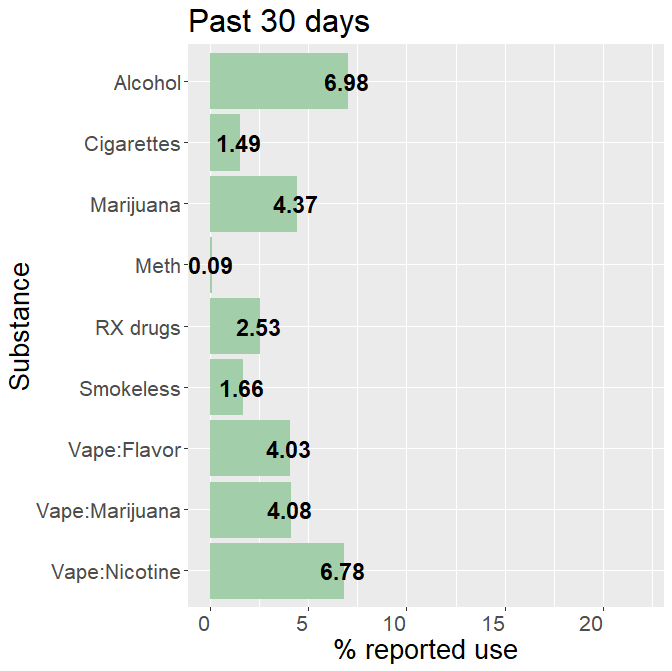 Past 30 days
Substance
Alcohol 6.98
Cigarettes 1.49
Marijuana 4.37
Meth 0.09
RX drugs 2.53
Smokeless 1.66
Vape:Flavor 4.03
Vape:Marijuana 4.08
Vape:Nicotine 6.78
0 5 10 15 20
% reported use